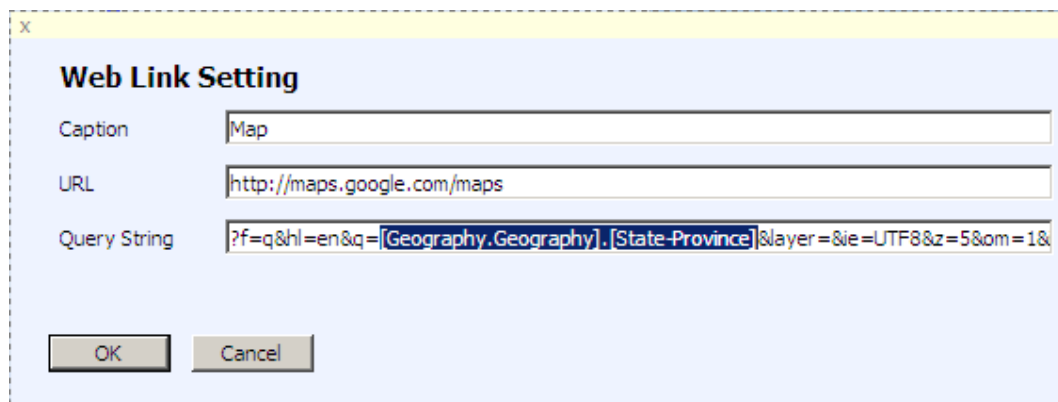 x
Web Link Setting
Caption Map
URL http://maps.google.com/maps
Query String ?f=q&hl=en&q=[Geography.Geography].[State-Province]&layer=&ie=UTF8&z=5&om=1&
OK Cancel